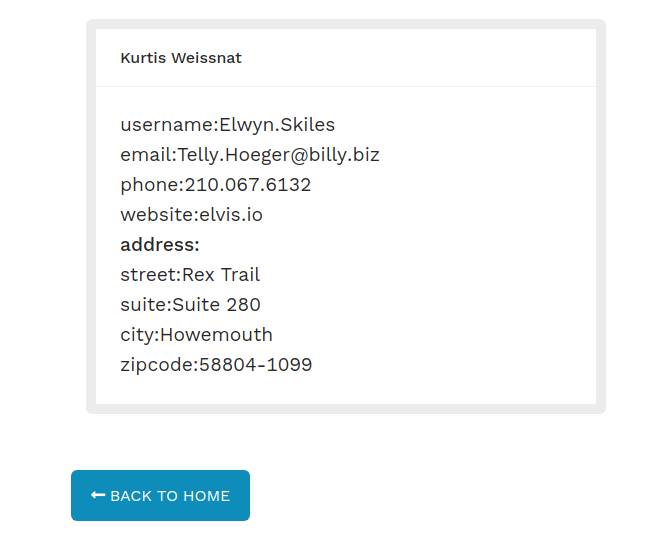 Kurtis Weissnat
username:Elwyn.Skiles
email:Telly.Hoeger@billy.biz
phone:210.067.6132
website:elvis.io
address:
street:Rex Trail
suite:Suite 280
city:Howemouth
zipcode:58804-1099
BACK TO HOME